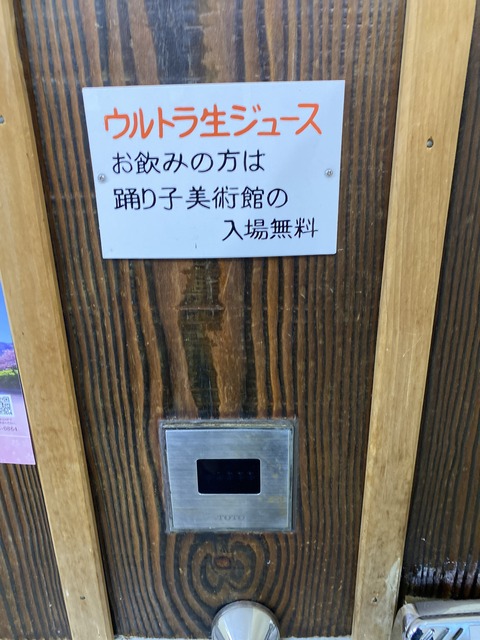 ウルトラ生ジュース
お飲みの方は
踊り子美術館の
入場無料
TOTO